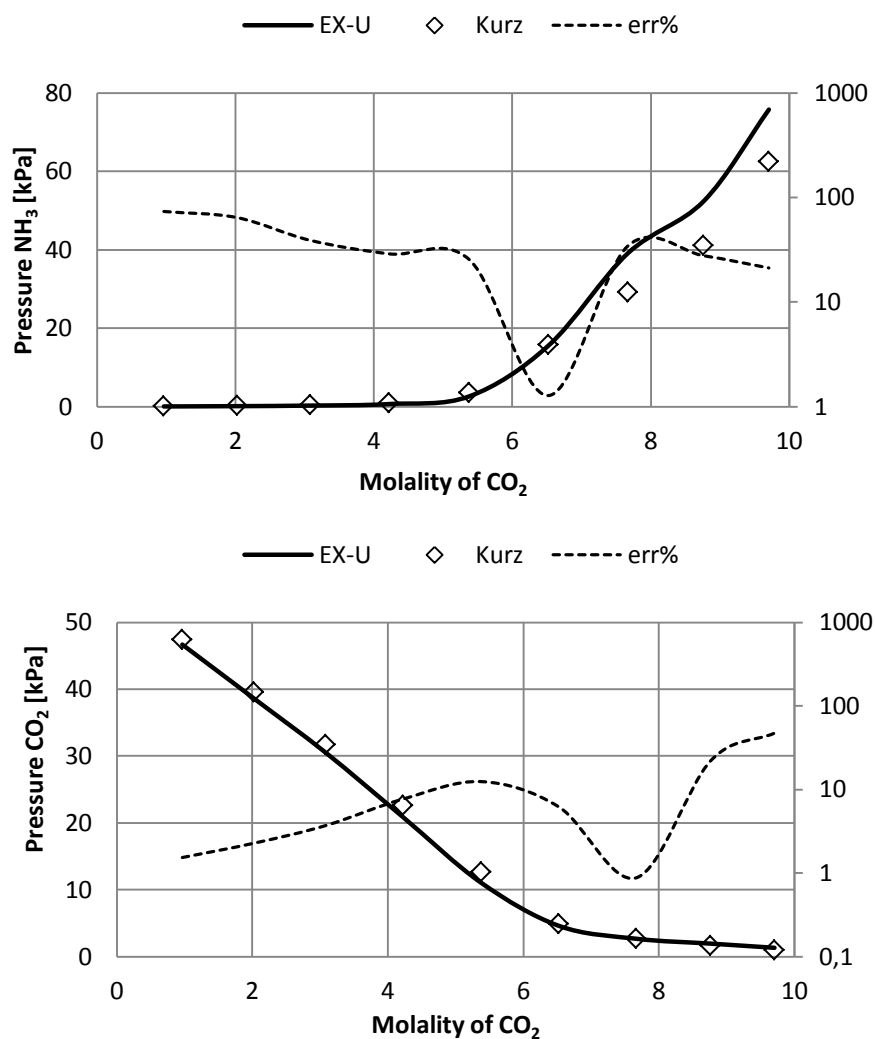 EX-U Kurz err%
80 1000
60 100
40
10
20
0 1
0 2 4 6 8 10
Pressure NH₃ [kPa]
Molality of CO₂
EX-U Kurz err%
50 1000
40 100
30
10
20
1
10
0 0,1
0 2 4 6 8 10
Pressure CO₂ [kPa]
Molality of CO₂